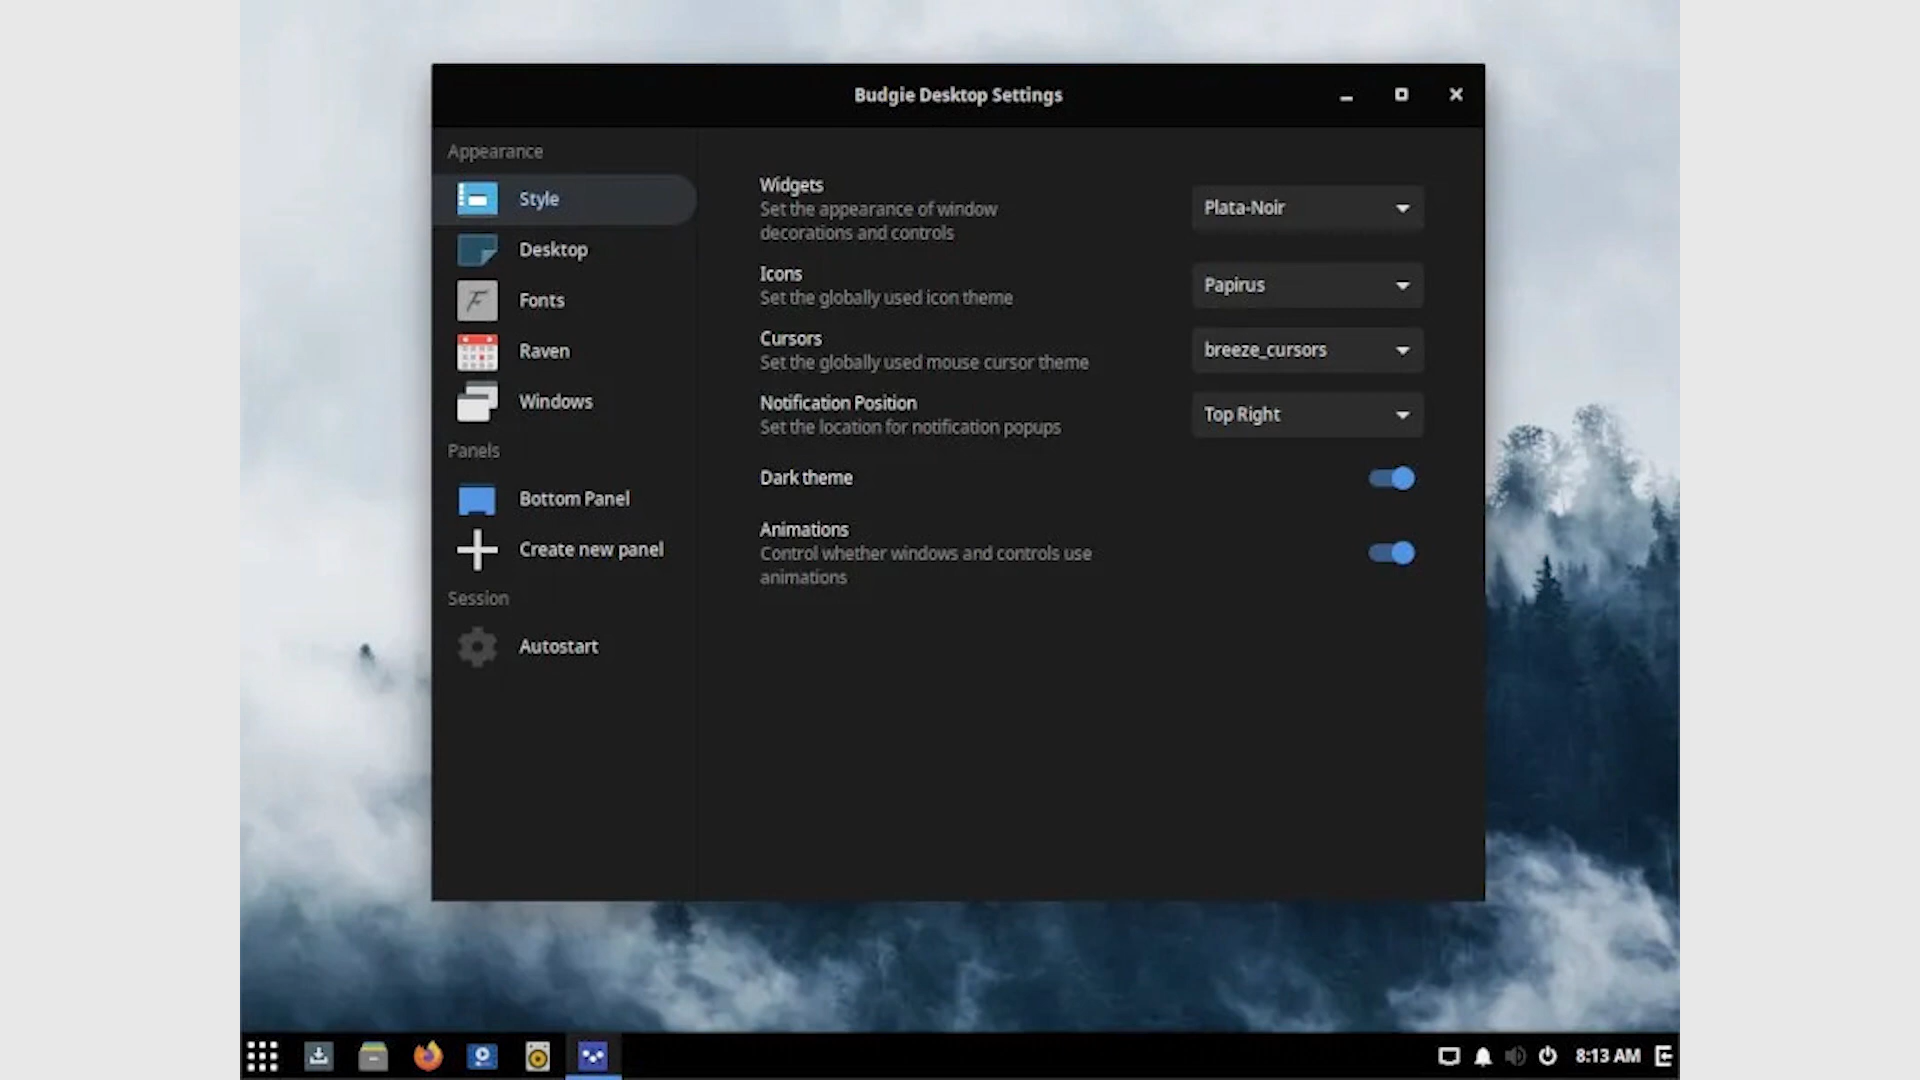 Budgie Desktop Settings
Appearance
Style
Desktop
Fonts
Raven
Windows
Panels
Bottom Panel
Create new panel
Session
Autostart
Widgets
Set the appearance of window
decorations and controls
Plata-Noir
Icons
Set the globally used icon theme
Papirus
Cursors
Set the globally used mouse cursor theme
breeze_cursors
Notification Position
Set the location for notification popups
Top Right
Dark theme
Animations
Control whether windows and controls use
animations
8:13 AM